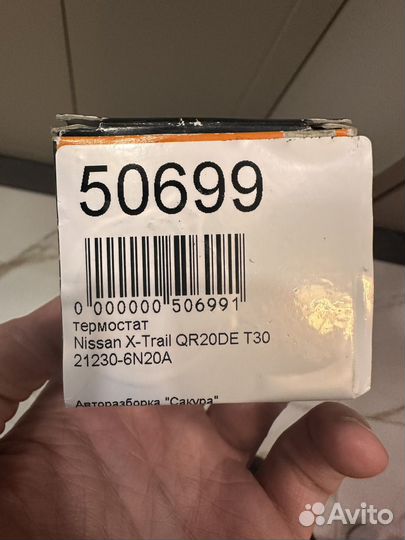 50699
0 000000 506991
термостат
Nissan X-Trail QR20DE T30
21230-6N20A
Авторазборка "Сакура"
Avito